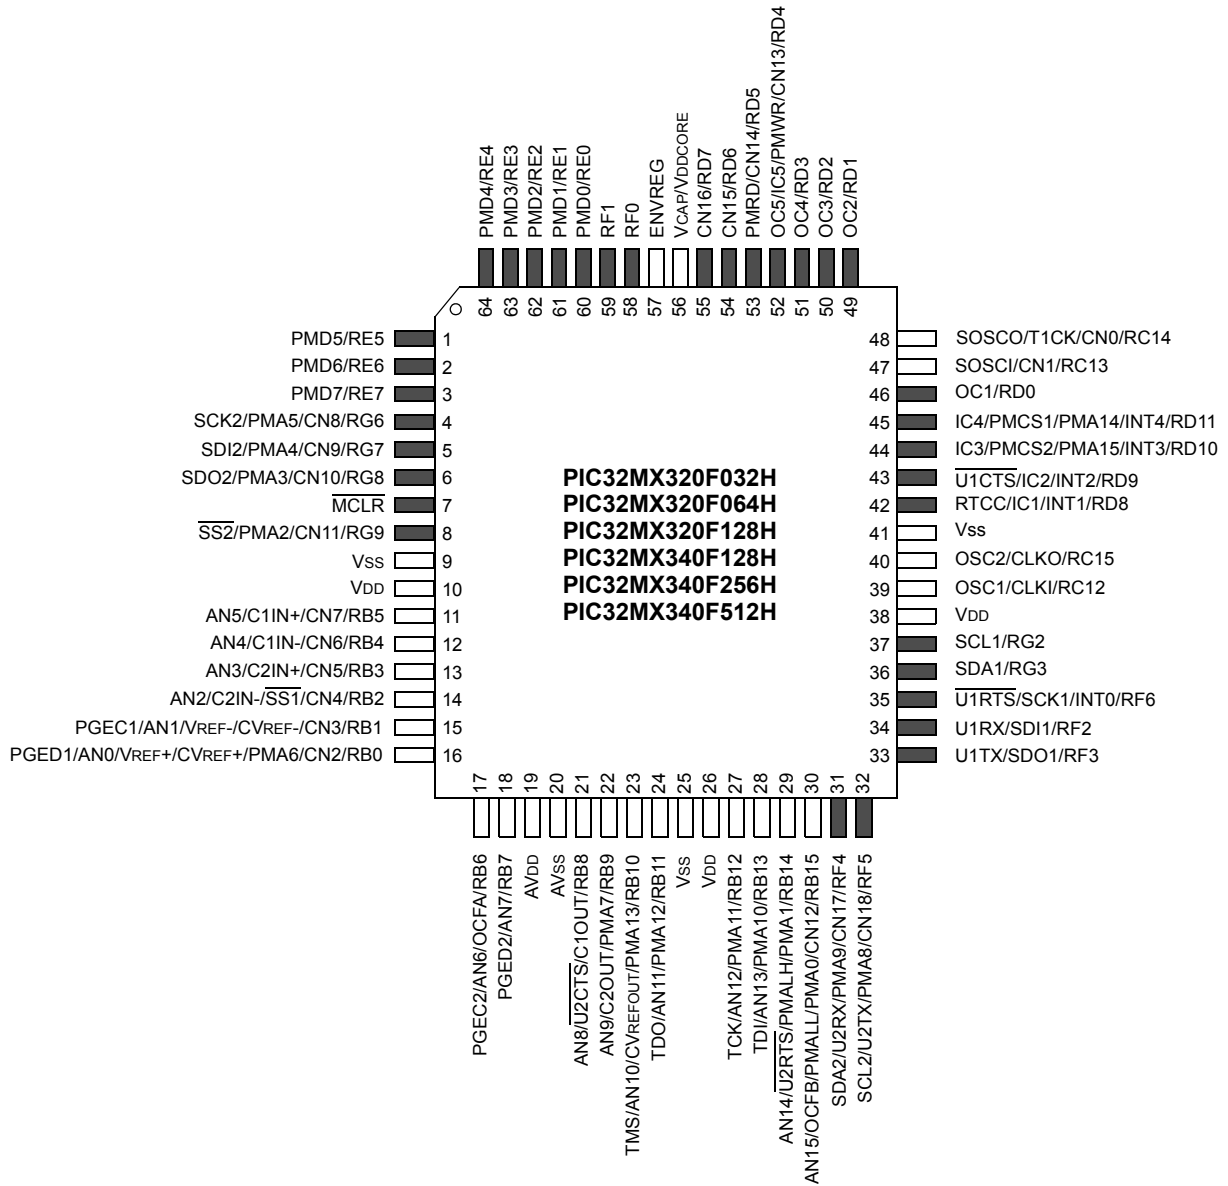 PMD4/RE4
PMD3/RE3
PMD2/RE2
PMD1/RE1
PMD0/RE0
RF1
RF0
ENVREG
VCAP/VDDCORE
CN16/RD7
CN15/RD6
PMRD/CN14/RD5
OC5/IC5/PMWR/CN13/RD4
OC4/RD3
OC3/RD2
OC2/RD1
64
63
62
61
60
59
58
57
56
55
54
53
52
51
50
49
PMD5/RE5 1
PMD6/RE6 2
PMD7/RE7 3
SCK2/PMA5/CN8/RG6 4
SDI2/PMA4/CN9/RG7 5
SDO2/PMA3/CN10/RG8 6
MCLR 7
SS2/PMA2/CN11/RG9 8
VSS 9
VDD 10
AN5/C1IN+/CN7/RB5 11
AN4/C1IN-/CN6/RB4 12
AN3/C2IN+/CN5/RB3 13
AN2/C2IN-/SS1/CN4/RB2 14
PGEC1/AN1/VREF-/CVREF-/CN3/RB1 15
PGED1/AN0/VREF+/CVREF+/PMA6/CN2/RB0 16
PIC32MX320F032H
PIC32MX320F064H
PIC32MX320F128H
PIC32MX340F128H
PIC32MX340F256H
PIC32MX340F512H
48 SOSCO/T1CK/CN0/RC14
47 SOSCI/CN1/RC13
46 OC1/RD0
45 IC4/PMCS1/PMA14/INT4/RD11
44 IC3/PMCS2/PMA15/INT3/RD10
43 U1CTS/IC2/INT2/RD9
42 RTCC/IC1/INT1/RD8
41 Vss
40 OSC2/CLKO/RC15
39 OSC1/CLKI/RC12
38 VDD
37 SCL1/RG2
36 SDA1/RG3
35 U1RTS/SCK1/INT0/RF6
34 U1RX/SDI1/RF2
33 U1TX/SDO1/RF3
17
18
19
20
21
22
23
24
25
26
27
28
29
30
31
32
PGEC2/AN6/OCFA/RB6
PGED2/AN7/RB7
AVDD
AVSS
AN8/U2CTS/C1OUT/RB8
AN9/C2OUT/PMA7/RB9
TMS/AN10/CVREFOUT/PMA13/RB10
TDO/AN11/PMA12/RB11
VSS
VDD
TCK/AN12/PMA11/RB12
TDI/AN13/PMA10/RB13
AN14/U2RTS/PMALH/PMA1/RB14
AN15/OCFB/PMALL/PMA0/CN12/RB15
SDA2/U2RX/PMA9/CN17/RF4
SCL2/U2TX/PMA8/CN18/RF5